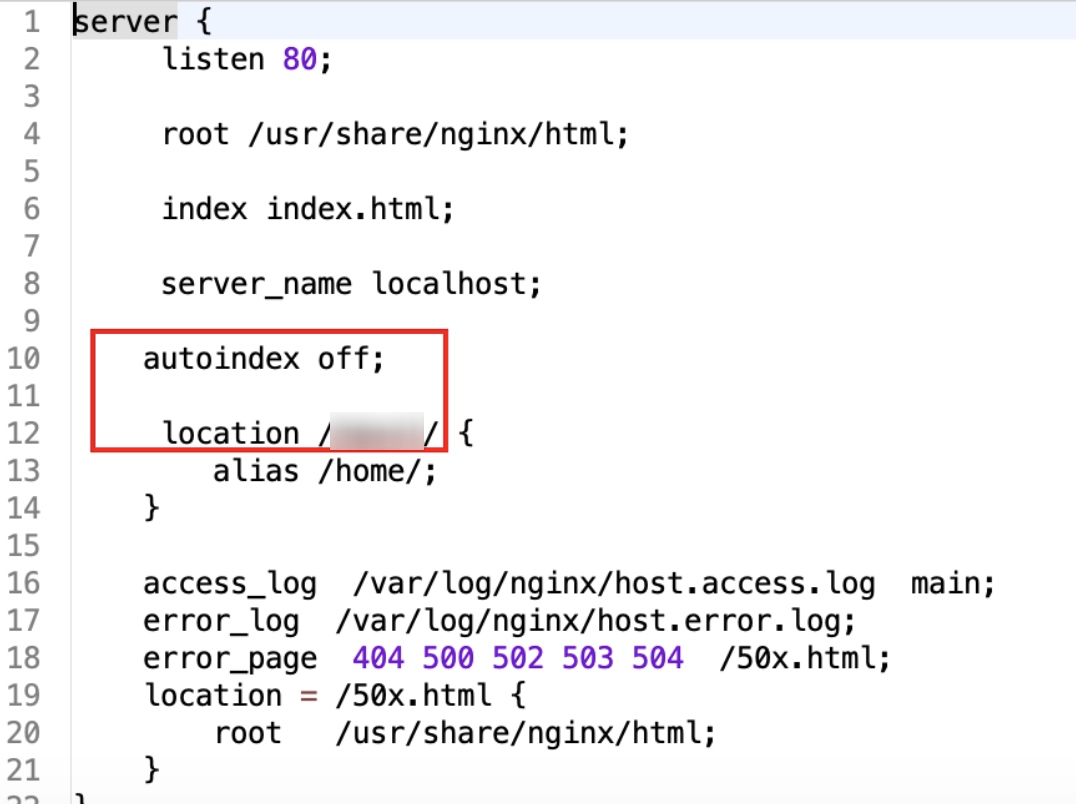 1 server {
2 listen 80;
3
4 root /usr/share/nginx/html;
5
6 index index.html;
7
8 server_name localhost;
9
10 autoindex off;
11
12 location / / {
13 alias /home/;
14 }
15
16 access_log /var/log/nginx/host.access.log main;
17 error_log /var/log/nginx/host.error.log;
18 error_page 404 500 502 503 504 /50x.html;
19 location = /50x.html {
20 root /usr/share/nginx/html;
21 }
22 }